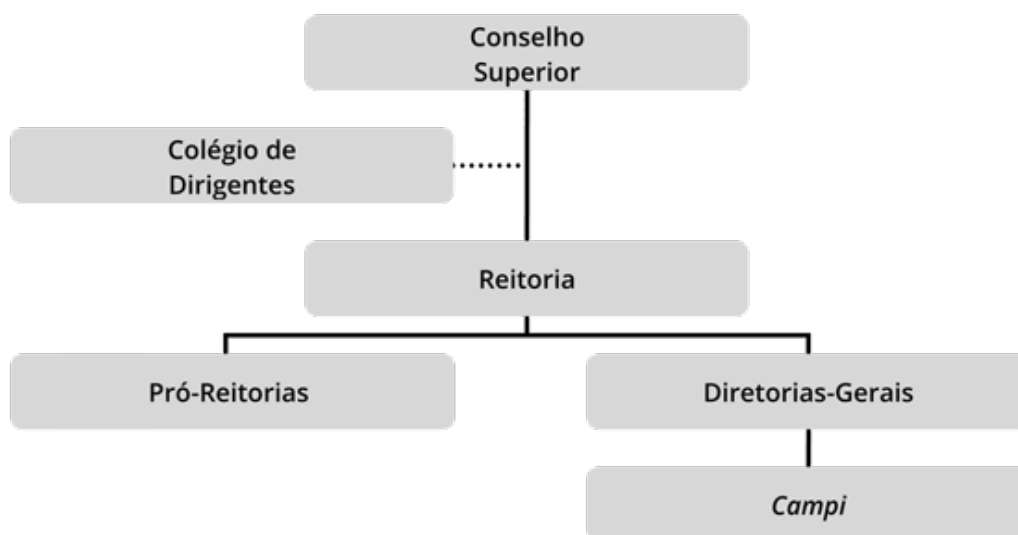 Conselho
Superior
Colégio de
Dirigentes
Reitoria
Pró-Reitorias
Diretorias-Gerais
Campi